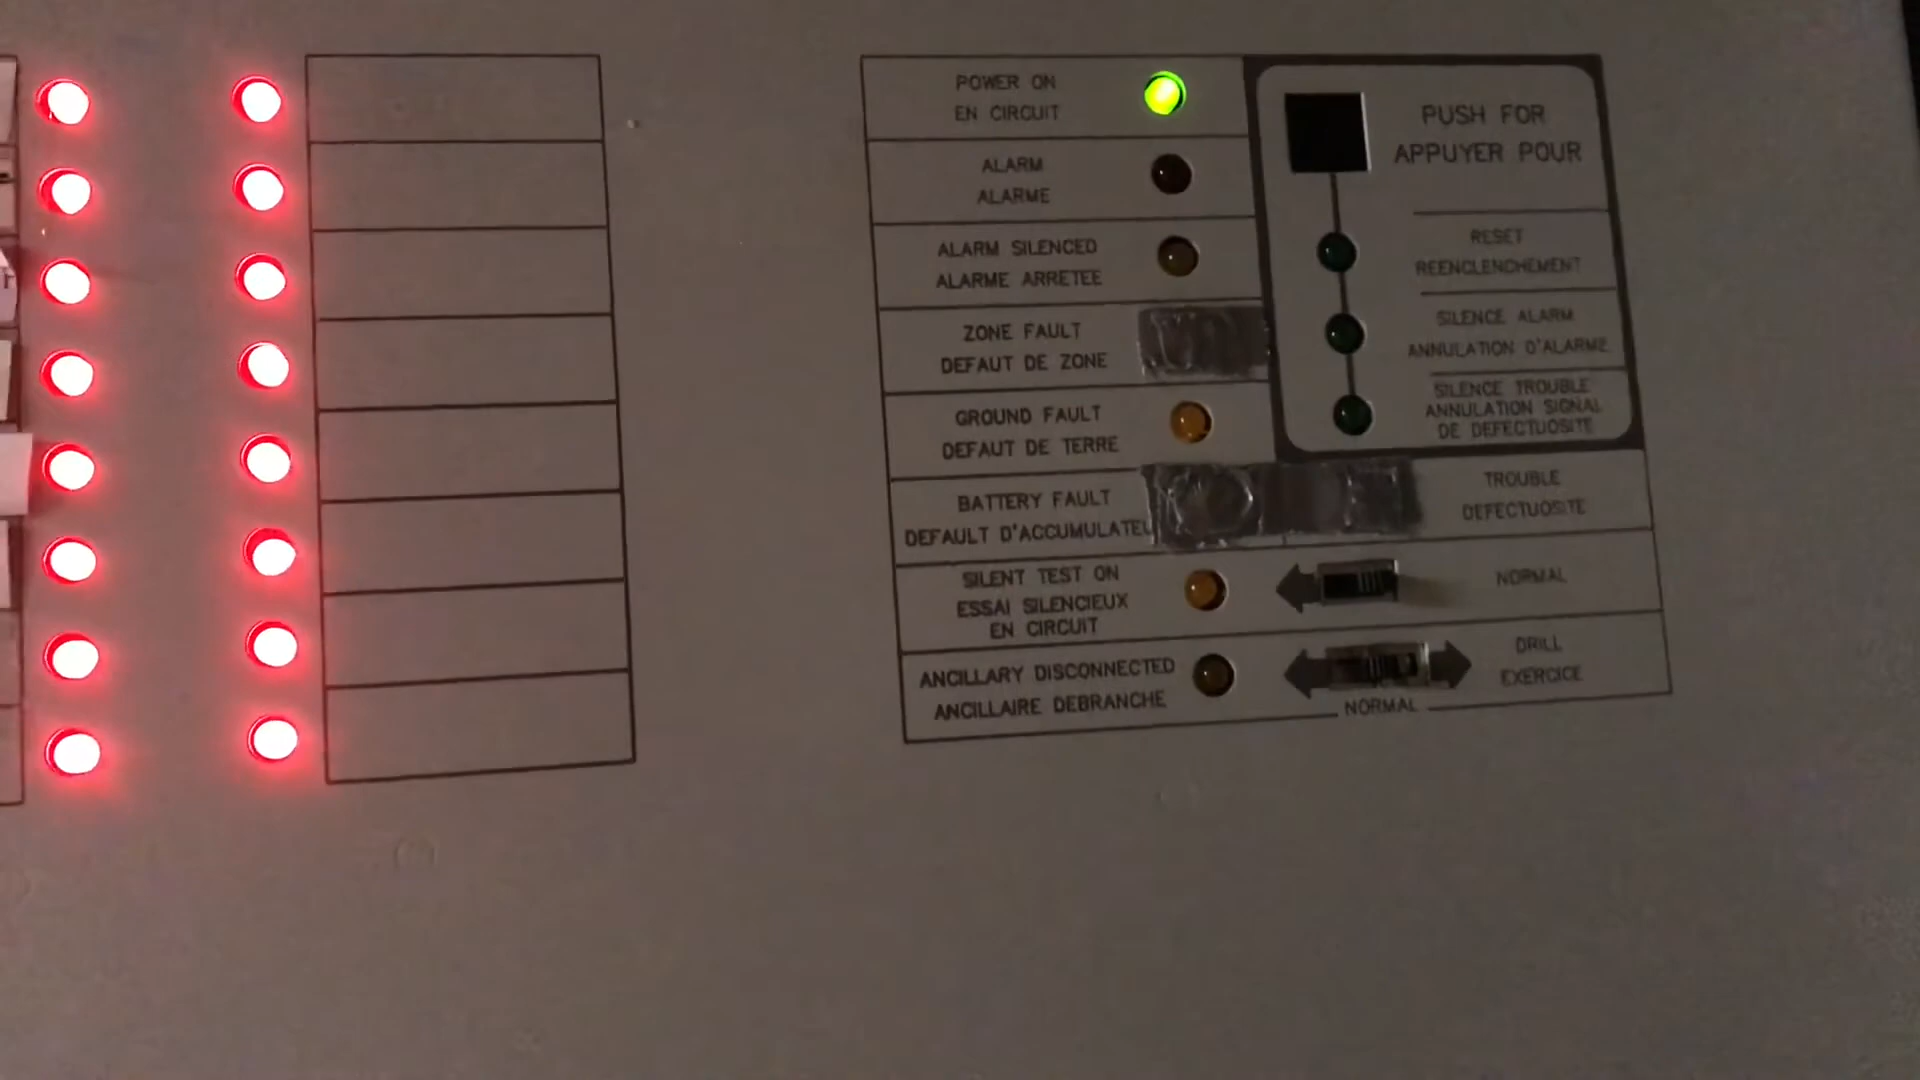 POWER ON
EN CIRCUIT
ALARM
ALARME
ALARM SILENCED
ALARME ARRETEE
ZONE FAULT
DEFAUT DE ZONE
GROUND FAULT
DEFAUT DE TERRE
BATTERY FAULT
DEFAULT D'ACCUMULATEU
SILENT TEST ON
ESSAI SILENCIEUX
EN CIRCUIT
ANCILLARY DISCONNECTED
ANCILLAIRE DEBRANCHE
PUSH FOR
APPUYER POUR
RESET
REENCLENCHEMENT
SILENCE ALARM
ANNULATION D'ALARME
SILENCE TROUBLE
ANNULATION SIGNAL
DE DEFECTUOSITE
TROUBLE
DEFECTUOSITE
NORMAL
DRILL
EXERCICE
NORMAL